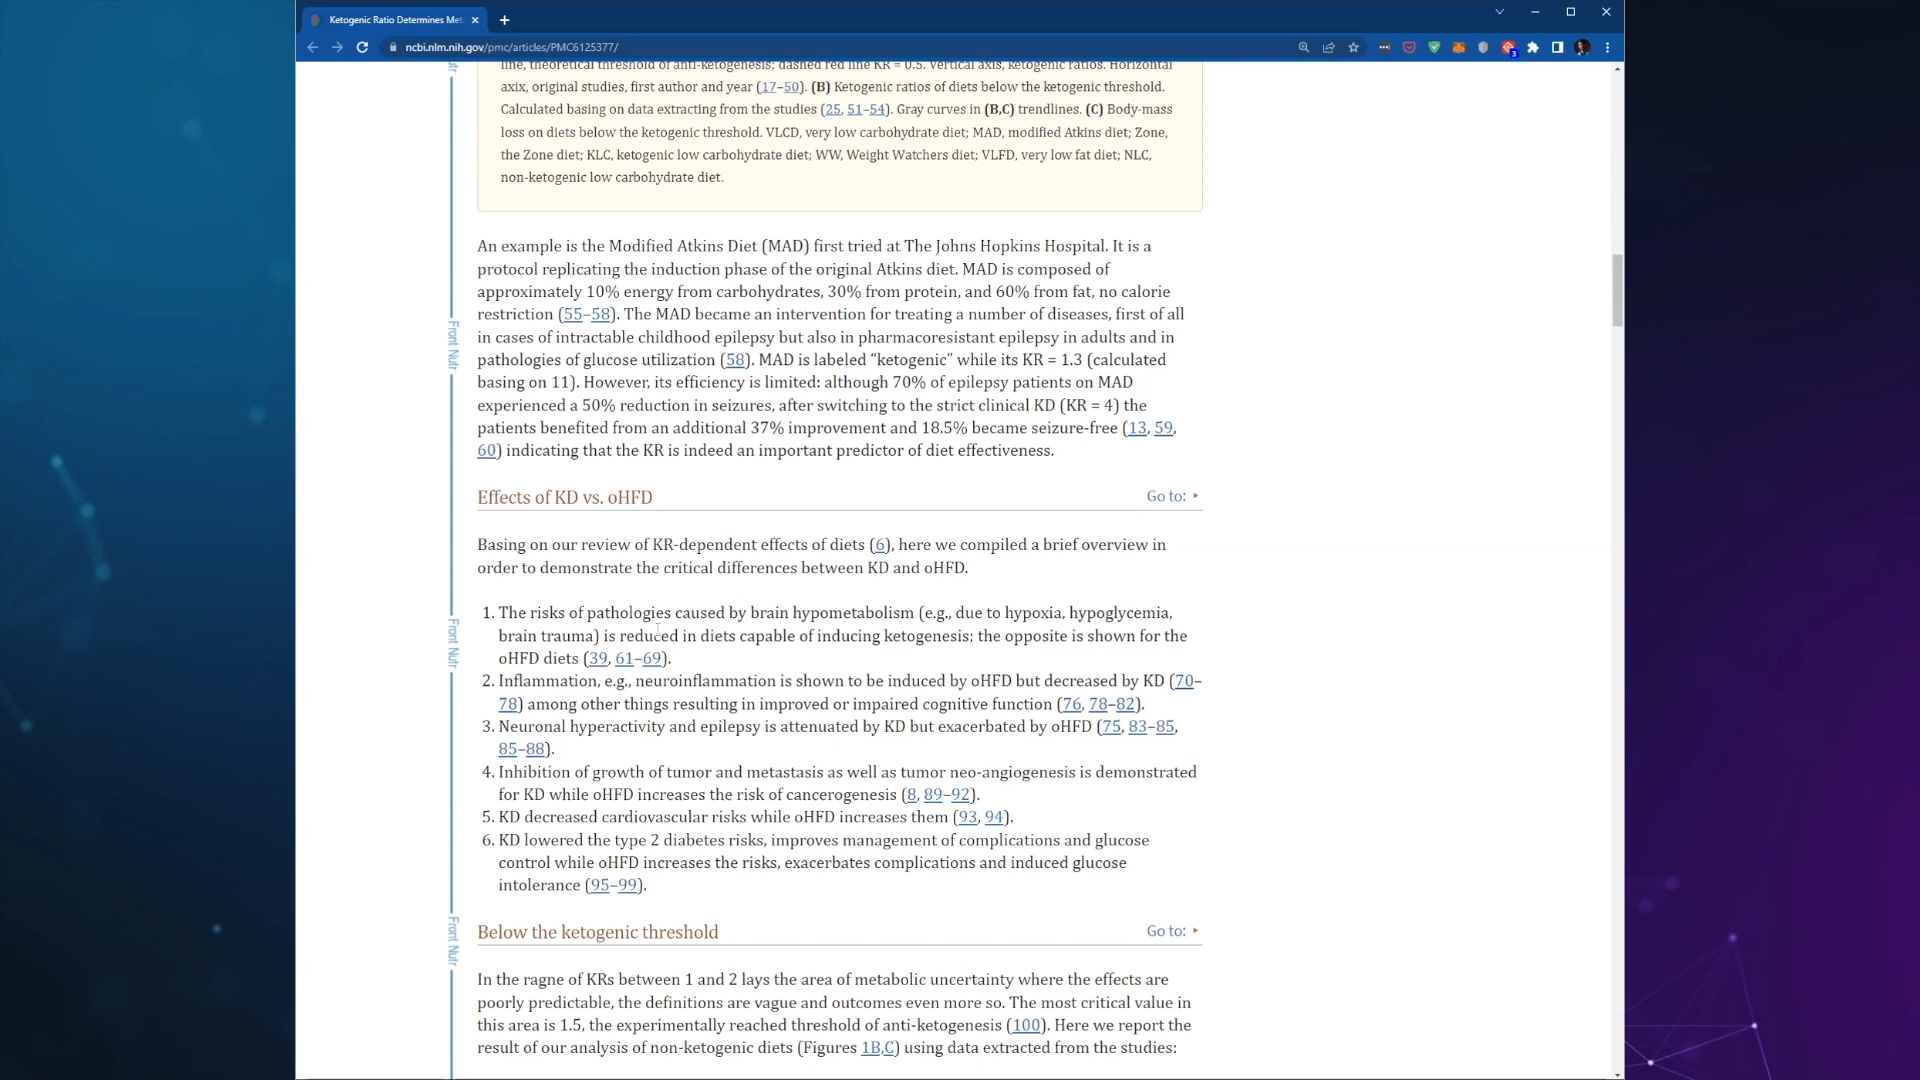 Ketogenic Ratio Determines Met
ncbi.nlm.nih.gov/pmc/articles/PMC6125377/
3
line, theoretical threshold of anti-ketogenesis; dashed red line KR = 0.5. Vertical axis, ketogenic ratios. Horizontal
axix, original studies, first author and year (17–50). (B) Ketogenic ratios of diets below the ketogenic threshold.
Calculated basing on data extracting from the studies (25, 51–54). Gray curves in (B,C) trendlines. (C) Body-mass
loss on diets below the ketogenic threshold. VLCD, very low carbohydrate diet; MAD, modified Atkins diet; Zone,
the Zone diet; KLC, ketogenic low carbohydrate diet; WW, Weight Watchers diet; VLFD, very low fat diet; NLC,
non-ketogenic low carbohydrate diet.
An example is the Modified Atkins Diet (MAD) first tried at The Johns Hopkins Hospital. It is a
protocol replicating the induction phase of the original Atkins diet. MAD is composed of
approximately 10% energy from carbohydrates, 30% from protein, and 60% from fat, no calorie
restriction (55–58). The MAD became an intervention for treating a number of diseases, first of all
in cases of intractable childhood epilepsy but also in pharmacoresistant epilepsy in adults and in
pathologies of glucose utilization (58). MAD is labeled “ketogenic” while its KR = 1.3 (calculated
basing on 11). However, its efficiency is limited: although 70% of epilepsy patients on MAD
experienced a 50% reduction in seizures, after switching to the strict clinical KD (KR = 4) the
patients benefited from an additional 37% improvement and 18.5% became seizure-free (13, 59,
60) indicating that the KR is indeed an important predictor of diet effectiveness.
Effects of KD vs. oHFD Go to:
Basing on our review of KR-dependent effects of diets (6), here we compiled a brief overview in
order to demonstrate the critical differences between KD and oHFD.
1. The risks of pathologies caused by brain hypometabolism (e.g., due to hypoxia, hypoglycemia,
brain trauma) is reduced in diets capable of inducing ketogenesis; the opposite is shown for the
oHFD diets (39, 61–69).
2. Inflammation, e.g., neuroinflammation is shown to be induced by oHFD but decreased by KD (70–
78) among other things resulting in improved or impaired cognitive function (76, 78–82).
3. Neuronal hyperactivity and epilepsy is attenuated by KD but exacerbated by oHFD (75, 83–85,
85–88).
4. Inhibition of growth of tumor and metastasis as well as tumor neo-angiogenesis is demonstrated
for KD while oHFD increases the risk of cancerogenesis (8, 89–92).
5. KD decreased cardiovascular risks while oHFD increases them (93, 94).
6. KD lowered the type 2 diabetes risks, improves management of complications and glucose
control while oHFD increases the risks, exacerbates complications and induced glucose
intolerance (95–99).
Below the ketogenic threshold Go to:
In the ragne of KRs between 1 and 2 lays the area of metabolic uncertainty where the effects are
poorly predictable, the definitions are vague and outcomes even more so. The most critical value in
this area is 1.5, the experimentally reached threshold of anti-ketogenesis (100). Here we report the
result of our analysis of non-ketogenic diets (Figures 1B,C) using data extracted from the studies:
Nutr
Front Nutr
Front Nutr
Front Nutr